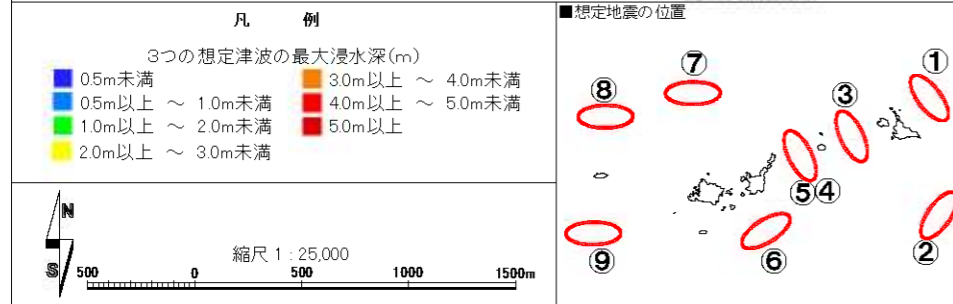 凡 例
3つの想定津波の最大浸水深(m)
0.5m未満
0.5m以上 ～ 1.0m未満
1.0m以上 ～ 2.0m未満
2.0m以上 ～ 3.0m未満
3.0m以上 ～ 4.0m未満
4.0m以上 ～ 5.0m未満
5.0m以上
N
S
縮尺 1 : 25,000
500 0 500 1000 1500m
■想定地震の位置
①
⑦
⑧
③
⑤④
②
⑨
⑥